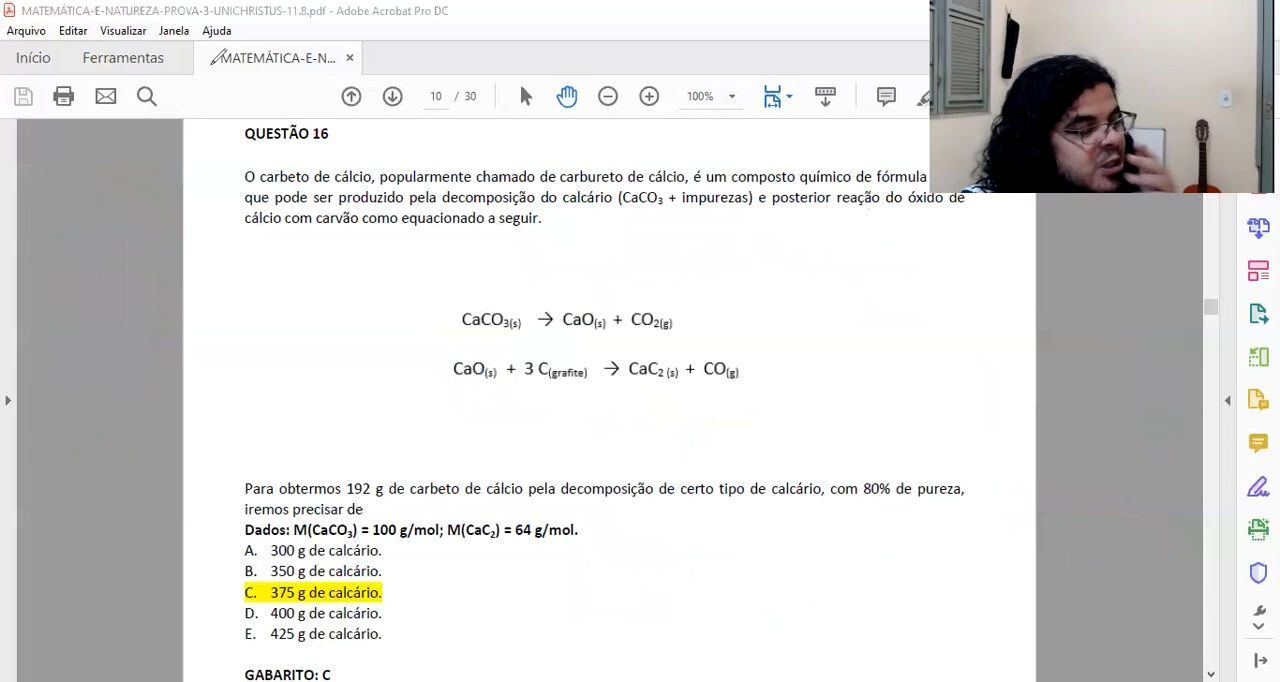 MATEMÁTICA-E-NATUREZA-PROVA-3-UNICHRISTUS-11.8.pdf - Adobe Acrobat Pro DC
Arquivo Editar Visualizar Janela Ajuda
Início Ferramentas MATEMÁTICA-E-N... ×
10 / 30 100%
QUESTÃO 16
O carbeto de cálcio, popularmente chamado de carbureto de cálcio, é um composto químico de fórmula
que pode ser produzido pela decomposição do calcário (CaCO₃ + impurezas) e posterior reação do óxido de
cálcio com carvão como equacionado a seguir.
CaCO₃(s) → CaO(s) + CO₂(g)
CaO(s) + 3 C(grafite) → CaC₂ (s) + CO(g)
Para obtermos 192 g de carbeto de cálcio pela decomposição de certo tipo de calcário, com 80% de pureza,
iremos precisar de
Dados: M(CaCO₃) = 100 g/mol; M(CaC₂) = 64 g/mol.
A. 300 g de calcário.
B. 350 g de calcário.
C. 375 g de calcário.
D. 400 g de calcário.
E. 425 g de calcário.
GABARITO: C